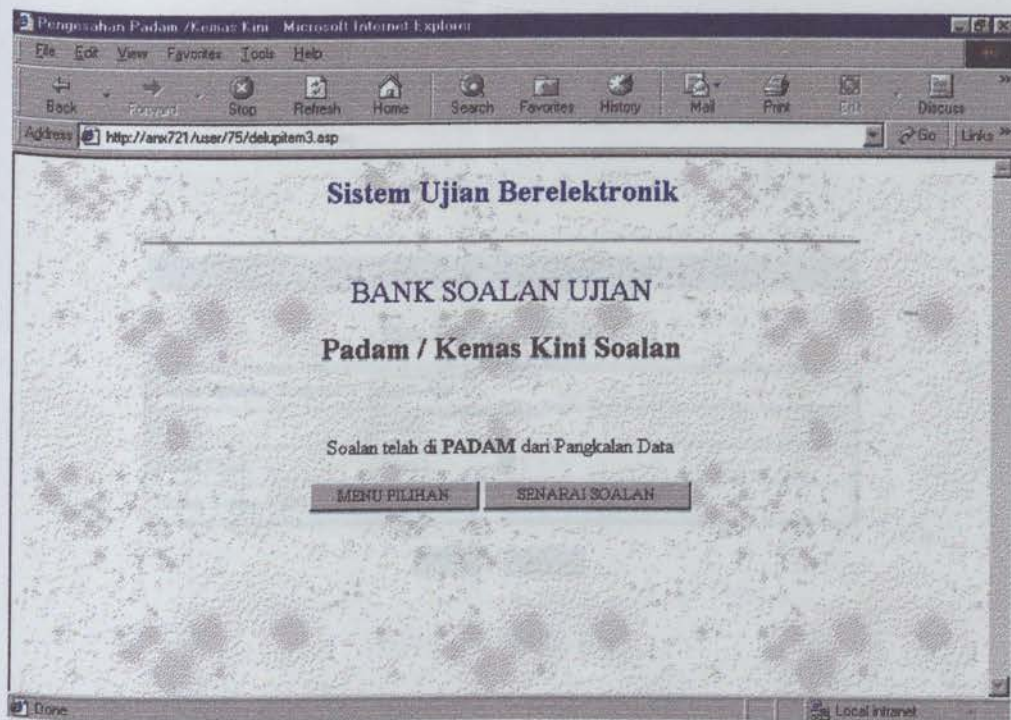 Pengesahan Padam /Kemas Kini - Microsoft Internet Explorer
File Edit View Favorites Tools Help
Back Forward Stop Refresh Home Search Favorites History Mail Print Edit Discuss
Address http://anx721/user/75/delupitem3.asp Go Links
Sistem Ujian Berelektronik
BANK SOALAN UJIAN
Padam / Kemas Kini Soalan
Soalan telah di PADAM dari Pangkalan Data
MENU PILIHAN SENARAI SOALAN
Done Local intranet